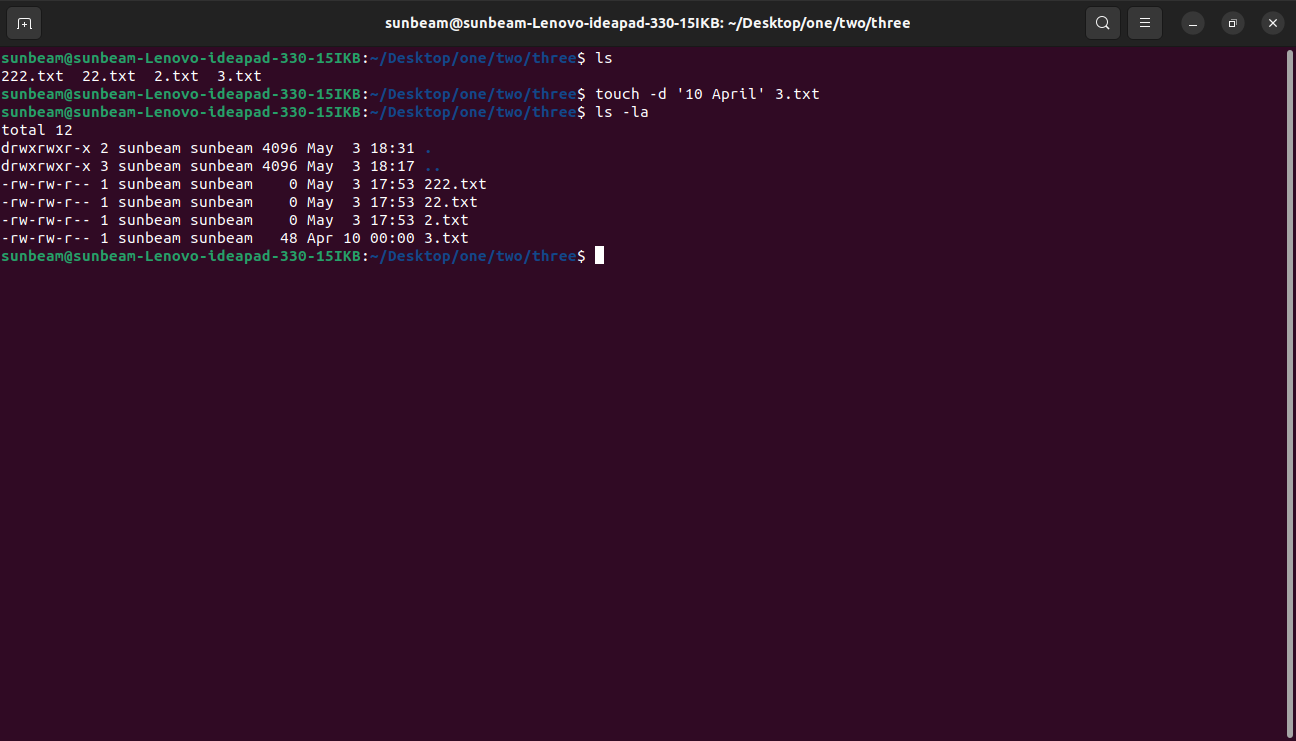 sunbeam@sunbeam-Lenovo-ideapad-330-15IKB: ~/Desktop/one/two/three
sunbeam@sunbeam-Lenovo-ideapad-330-15IKB:~/Desktop/one/two/three$ ls
222.txt  22.txt  2.txt  3.txt
sunbeam@sunbeam-Lenovo-ideapad-330-15IKB:~/Desktop/one/two/three$ touch -d '10 April' 3.txt
sunbeam@sunbeam-Lenovo-ideapad-330-15IKB:~/Desktop/one/two/three$ ls -la
total 12
drwxrwxr-x 2 sunbeam sunbeam 4096 May  3 18:31 .
drwxrwxr-x 3 sunbeam sunbeam 4096 May  3 18:17 ..
-rw-rw-r-- 1 sunbeam sunbeam    0 May  3 17:53 222.txt
-rw-rw-r-- 1 sunbeam sunbeam    0 May  3 17:53 22.txt
-rw-rw-r-- 1 sunbeam sunbeam    0 May  3 17:53 2.txt
-rw-rw-r-- 1 sunbeam sunbeam   48 Apr 10 00:00 3.txt
sunbeam@sunbeam-Lenovo-ideapad-330-15IKB:~/Desktop/one/two/three$